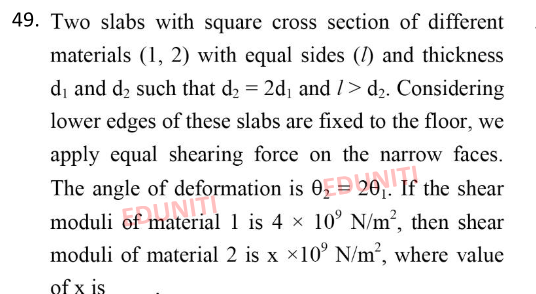 49. Two slabs with square cross section of different
materials (1, 2) with equal sides (l) and thickness
d₁ and d₂ such that d₂ = 2d₁ and l > d₂. Considering
lower edges of these slabs are fixed to the floor, we
apply equal shearing force on the narrow faces.
The angle of deformation is θ₂ = 2θ₁. If the shear
moduli of material 1 is 4 × 10⁹ N/m², then shear
moduli of material 2 is x ×10⁹ N/m², where value
of x is ______.
EDUNITI
EDUNITI